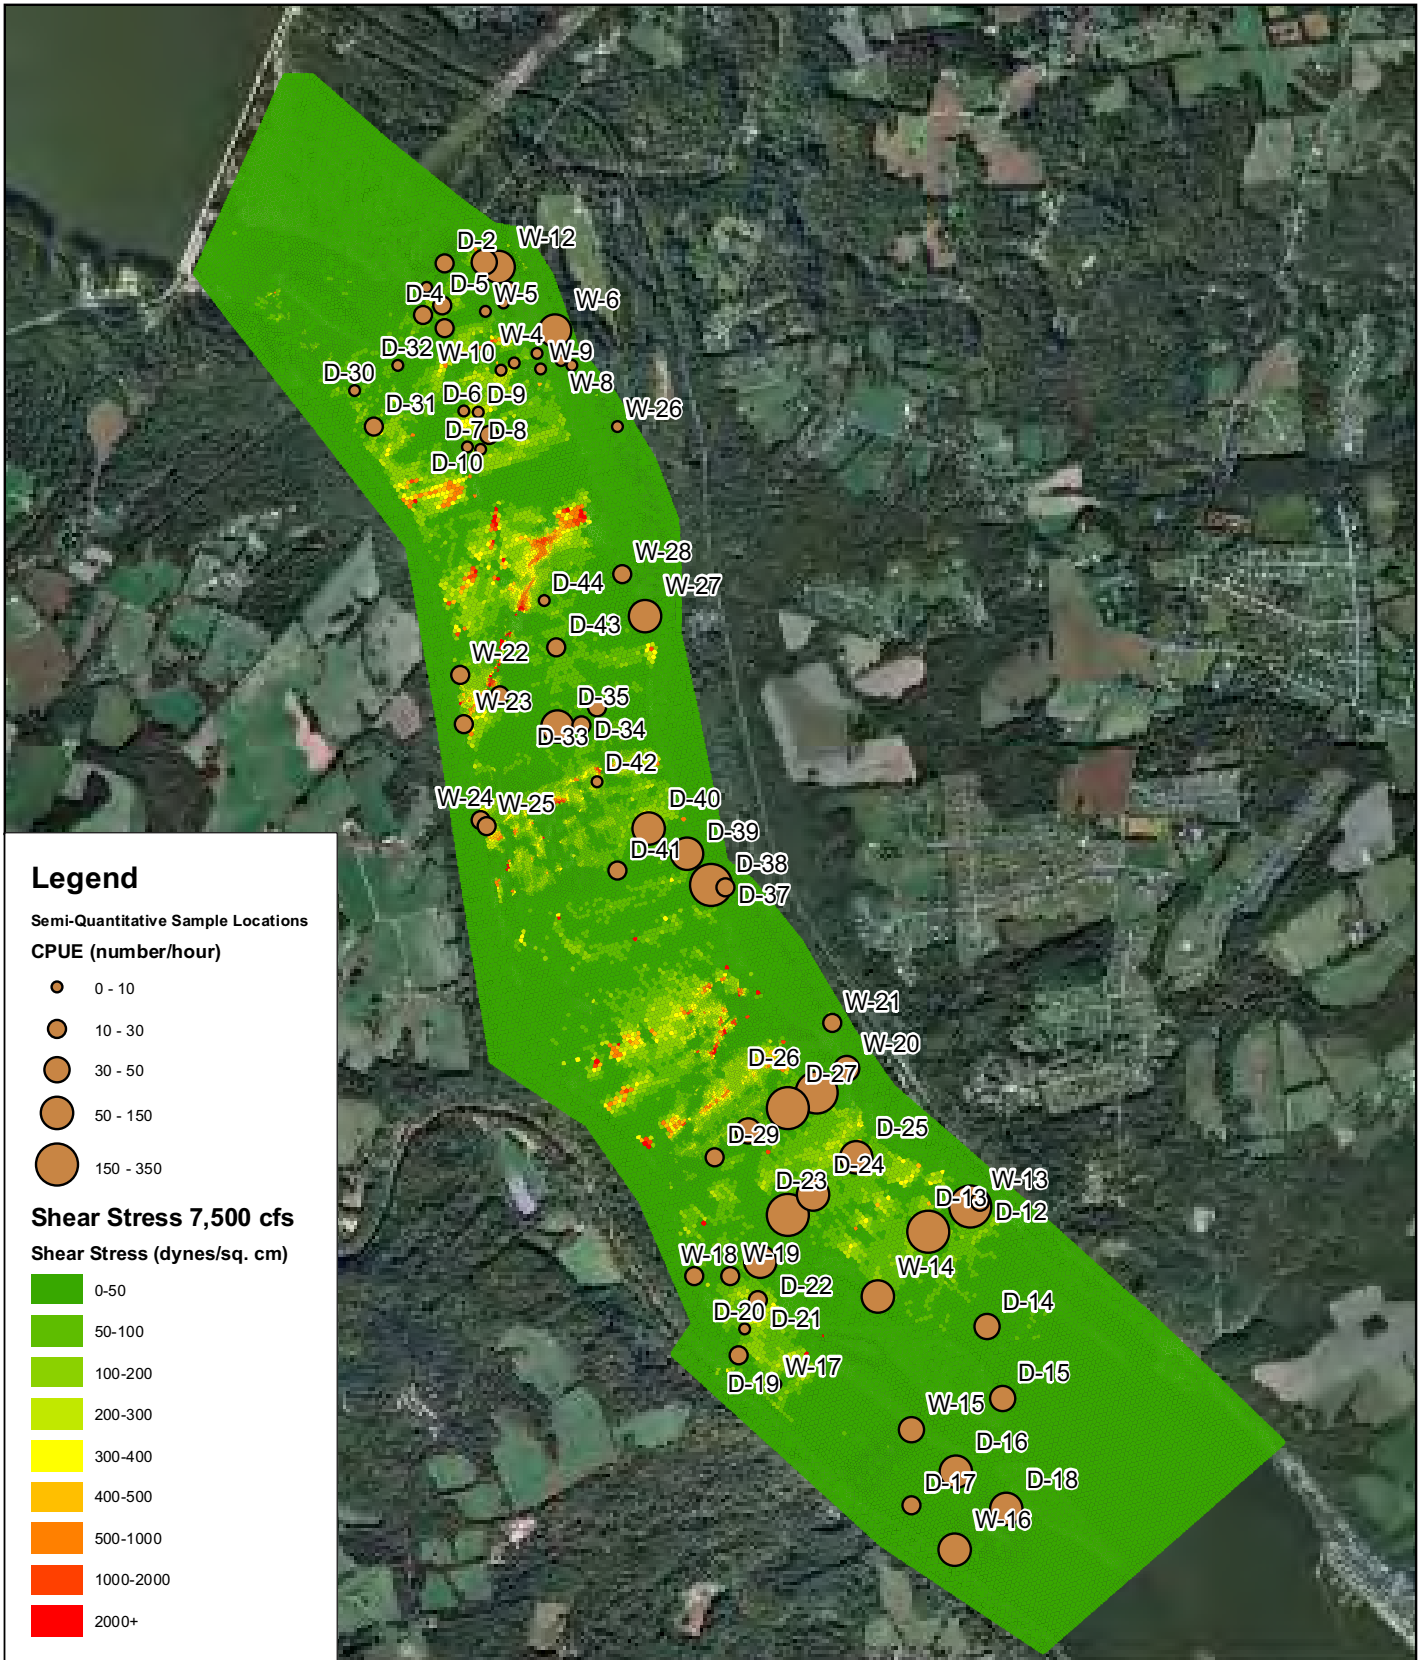 D-2 W-12
D-5
D-4 W-5
W-6
W-4
D-32 W-10 W-9
D-30 W-8
D-6 D-9
D-31 W-26
D-7 D-8
D-10
W-28
D-44 W-27
D-43
W-22
D-35
W-23
D-33 D-34
D-42
W-24 W-25 D-40
D-39
D-41 D-38
D-37
W-21
W-20
D-26
D-27
D-29 D-25
D-24
D-23 W-13
D-13 D-12
W-18 W-19
W-14
D-22
D-20 D-21 D-14
W-17
D-19 D-15
W-15
D-16
D-17 D-18
W-16
Legend
Semi-Quantitative Sample Locations
CPUE (number/hour)
0 - 10
10 - 30
30 - 50
50 - 150
150 - 350
Shear Stress 7,500 cfs
Shear Stress (dynes/sq. cm)
0-50
50-100
100-200
200-300
300-400
400-500
500-1000
1000-2000
2000+